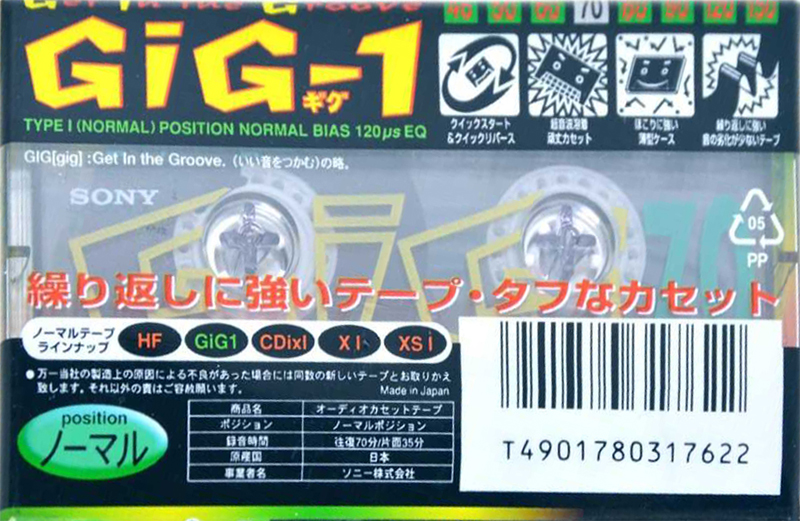 Get In the Groove
46 50 60 70 80 90 120 150
GiG-1
ギグ
TYPE I (NORMAL) POSITION NORMAL BIAS 120μs EQ
クイックスタート
&クイックリバース
超音波溶着
頑丈カセット
ほこりに強い
薄型ケース
繰り返しに強い
音の劣化が少ないテープ
GIG[gig] :Get In the Groove. (いい音をつかむ)の略。
SONY
GiG 70
05
PP
繰り返しに強いテープ・タフなカセット
ノーマルテープ
ラインナップ
HF GiG1 CDixI XI XSI
●万一当社の製造上の原因による不良があった場合には同数の新しいテープとお取りかえ
致します。それ以外の責はご容赦願います。
Made in Japan
position
ノーマル
商品名 オーディオカセットテープ
ポジション ノーマルポジション
録音時間 往復70分/片面35分
原産国 日本
事業者名 ソニー株式会社
T4901780317622